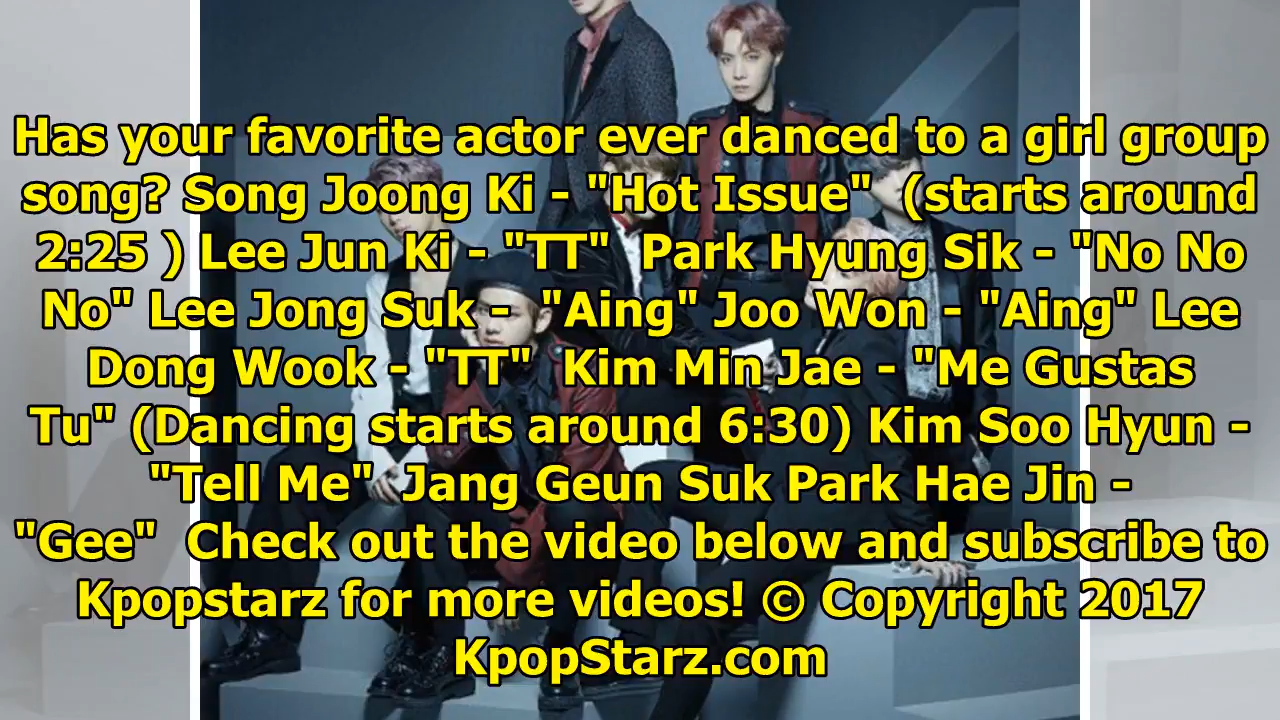 Has your favorite actor ever danced to a girl group
song? Song Joong Ki - "Hot Issue"  (starts around
2:25 ) Lee Jun Ki - "TT"  Park Hyung Sik - "No No
No" Lee Jong Suk -  "Aing" Joo Won - "Aing" Lee
Dong Wook - "TT"  Kim Min Jae - "Me Gustas
Tu" (Dancing starts around 6:30) Kim Soo Hyun -
"Tell Me"  Jang Geun Suk Park Hae Jin -
"Gee"  Check out the video below and subscribe to
Kpopstarz for more videos! © Copyright 2017
KpopStarz.com